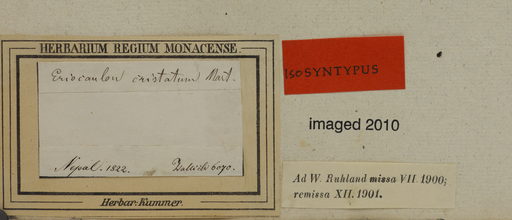 HERBARIUM REGIUM MONACENSE.
Eriocaulon cristatum Mart.
Nepal. 1822. Wallich 6070.
Herbar. Kummer.
isoSYNTYPUS
imaged 2010
Ad W. Ruhland missa VII. 1900;
remissa XII. 1901.